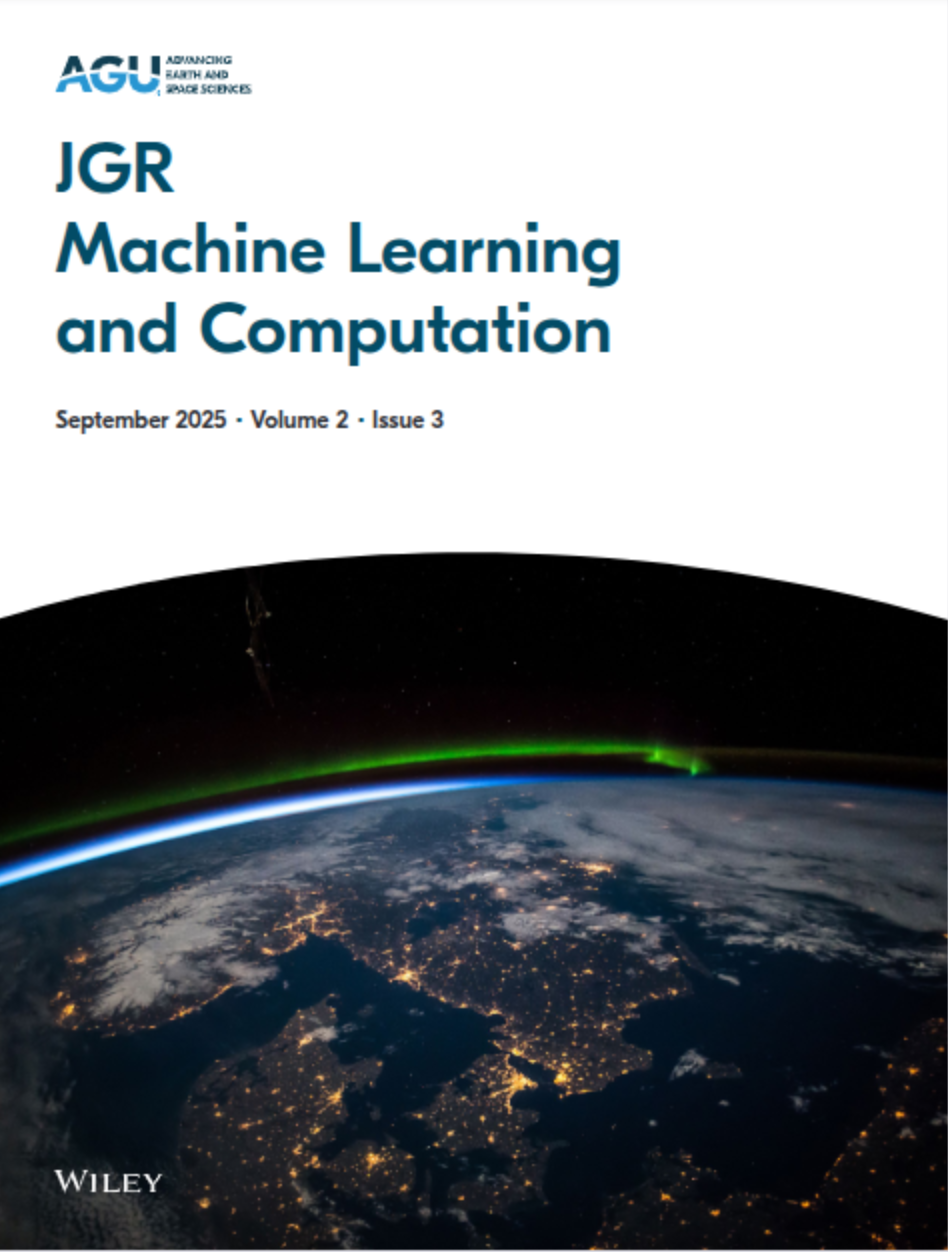 AGU
ADVANCING
EARTH AND
SPACE SCIENCES
JGR
Machine Learning
and Computation
September 2025 · Volume 2 · Issue 3
WILEY